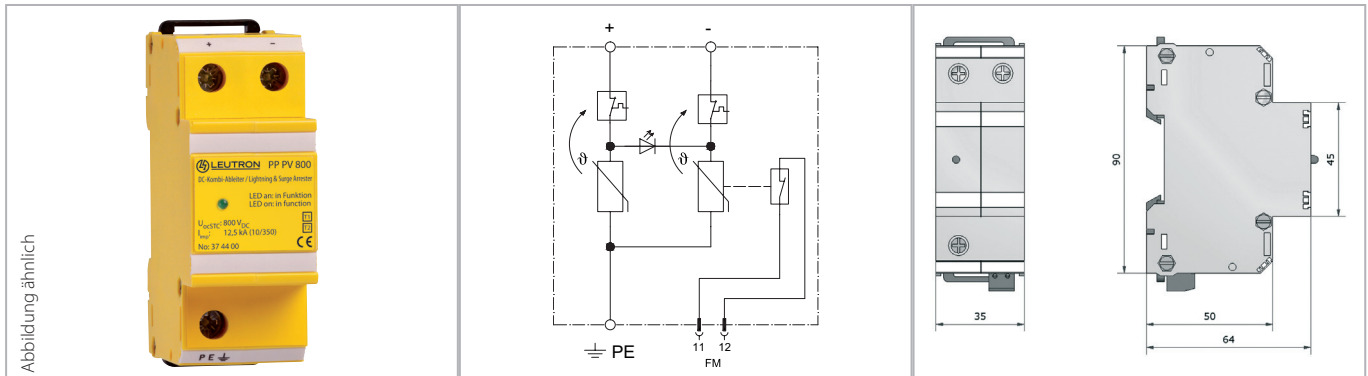 Abbildung ähnlich
+ -
LEUTRON PP PV 800
DC-Kombi-Ableiter / Lightning & Surge Arrester
LED an: in Funktion
LED on: in function
UocSTC: 800 VDC
Iimp: 12,5 kA (10/350)
T1
T2
No: 37 44 00
CE
PE
+ -
ϑ ϑ
PE
11 12
FM
35
90
45
50
64